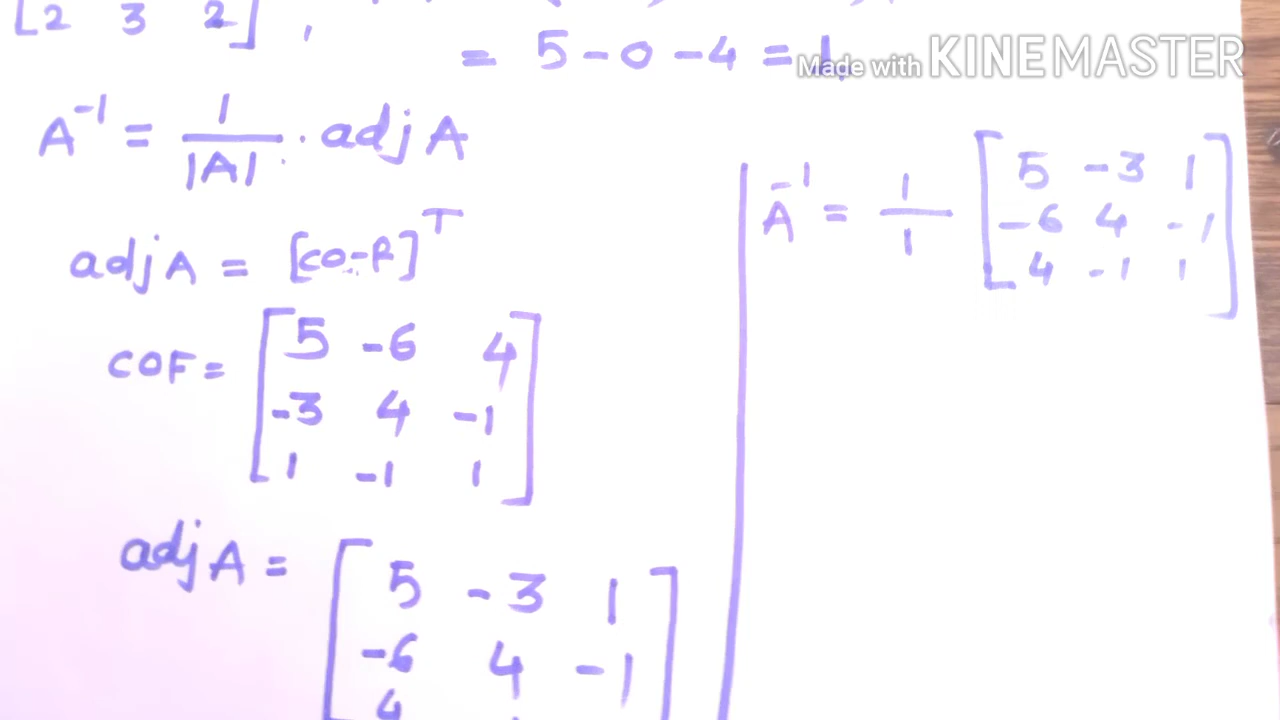 [2 3 2],
= 5 - 0 - 4 = 1
Made with KINEMASTER
A⁻¹ = 1/|A| . adj A
adj A = [co-f]ᵀ
COF = [5 -6 4
-3 4 -1
1 -1 1]
adj A = [5 -3 1
-6 4 -1
4
A⁻¹ = 1/1 [5 -3 1
-6 4 -1
4 -1 1]